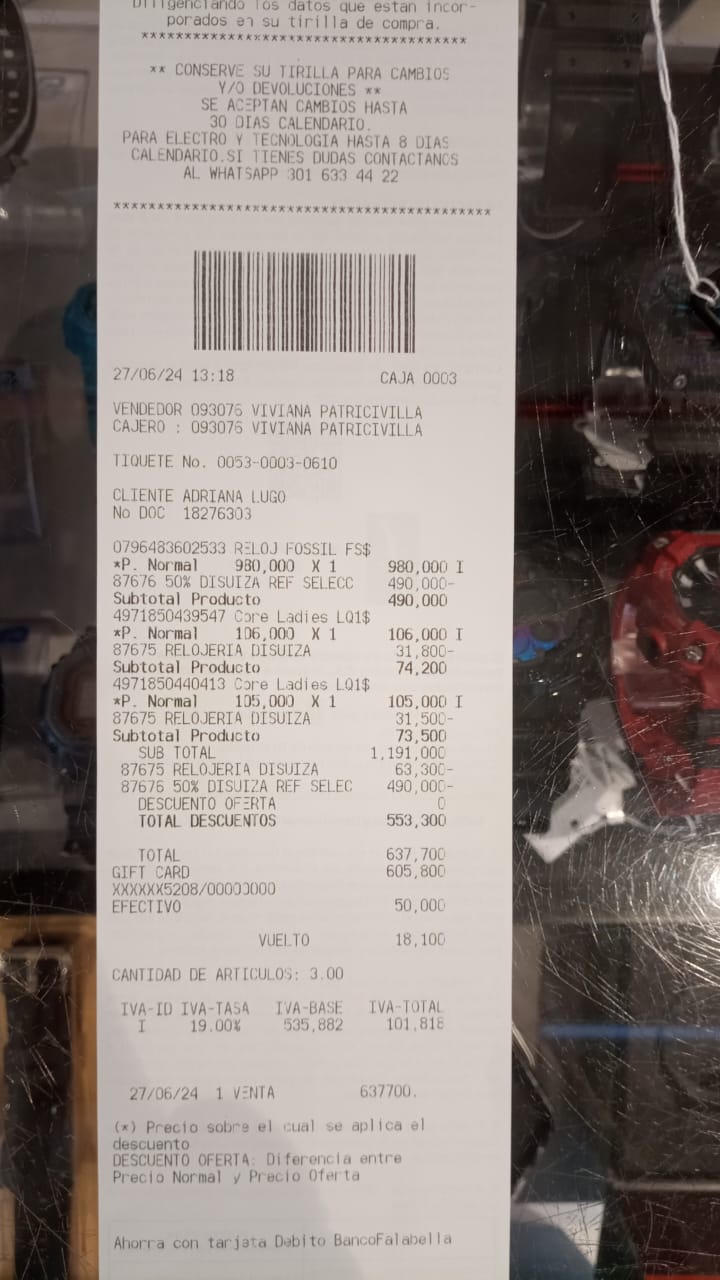 Diligenciando los datos que estan incor-
porados en su tirilla de compra.
**************************************
** CONSERVE SU TIRILLA PARA CAMBIOS
Y/O DEVOLUCIONES **
SE ACEPTAN CAMBIOS HASTA
30 DIAS CALENDARIO.
PARA ELECTRO Y TECNOLOGIA HASTA 8 DIAS
CALENDARIO.SI TIENES DUDAS CONTACTANOS
AL WHATSAPP 301 633 44 22
********************************************
27/06/24 13:18 CAJA 0003
VENDEDOR 093076 VIVIANA PATRICIVILLA
CAJERO : 093076 VIVIANA PATRICIVILLA
TIQUETE No. 0053-0003-0610
CLIENTE ADRIANA LUGO
No DOC 18276303
0796483602533 RELOJ FOSSIL FS$
*P. Normal 980,000 X 1 980,000 I
87676 50% DISUIZA REF SELECC 490,000-
Subtotal Producto 490,000
4971850439547 Core Ladies LQ1$
*P. Normal 106,000 X 1 106,000 I
87675 RELOJERIA DISUIZA 31,800-
Subtotal Producto 74,200
4971850440413 Core Ladies LQ1$
*P. Normal 105,000 X 1 105,000 I
87675 RELOJERIA DISUIZA 31,500-
Subtotal Producto 73,500
SUB TOTAL 1,191,000
87675 RELOJERIA DISUIZA 63,300-
87676 50% DISUIZA REF SELEC 490,000-
DESCUENTO OFERTA 0
TOTAL DESCUENTOS 553,300
TOTAL 637,700
GIFT CARD 605,800
XXXXXX5208/00000000
EFECTIVO 50,000
VUELTO 18,100
CANTIDAD DE ARTICULOS: 3.00
IVA-ID IVA-TASA IVA-BASE IVA-TOTAL
I 19.00% 535,882 101,818
27/06/24 1 VENTA 637700.
(*) Precio sobre el cual se aplica el
descuento
DESCUENTO OFERTA: Diferencia entre
Precio Normal y Precio Oferta
Ahorra con tarjeta Debito BancoFalabella